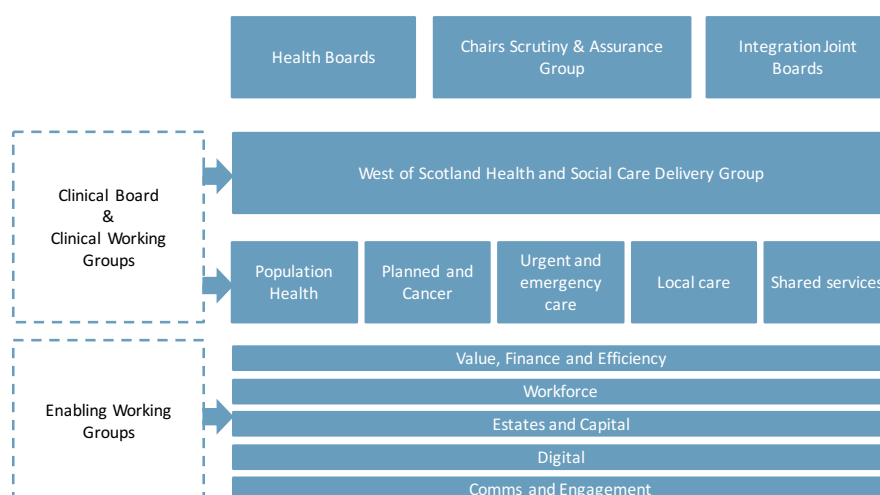 Health Boards
Chairs Scrutiny & Assurance
Group
Integration Joint
Boards
Clinical Board
&
Clinical Working
Groups
West of Scotland Health and Social Care Delivery Group
Population
Health
Planned and
Cancer
Urgent and
emergency
care
Local care
Shared services
Enabling Working
Groups
Value, Finance and Efficiency
Workforce
Estates and Capital
Digital
Comms and Engagement